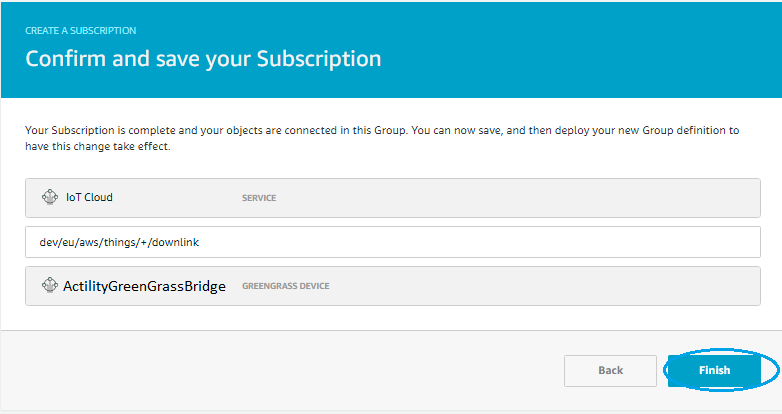 CREATE A SUBSCRIPTION
Confirm and save your Subscription
Your Subscription is complete and your objects are connected in this Group. You can now save, and then deploy your new Group definition to
have this change take effect.
IoT Cloud SERVICE
dev/eu/aws/things/+/downlink
ActilityGreenGrassBridge GREENGRASS DEVICE
Back Finish